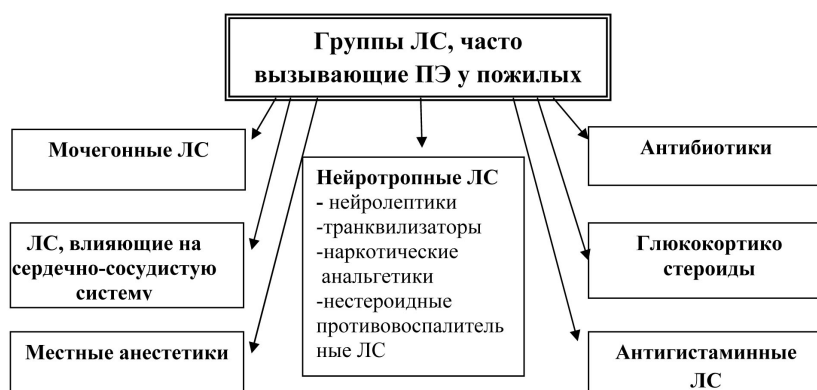 Группы ЛС, часто
вызывающие ПЭ у пожилых
Мочегонные ЛС
ЛС, влияющие на
сердечно-сосудистую
систему
Местные анестетики
Нейротропные ЛС
- нейролептики
-транквилизаторы
-наркотические
анальгетики
-нестероидные
противовоспалитель
ные ЛС
Антибиотики
Глюкокортико
стероиды
Антигистаминные
ЛС